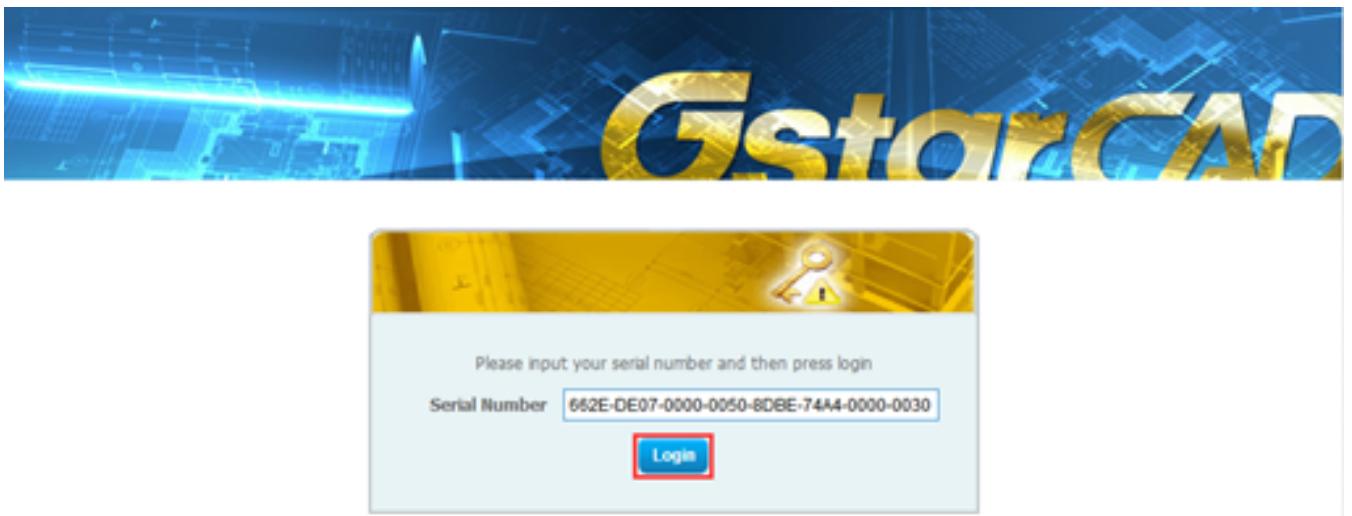 GstarCAD
Please input your serial number and then press login
Serial Number 662E-DE07-0000-0050-8DBE-74A4-0000-0030
Login